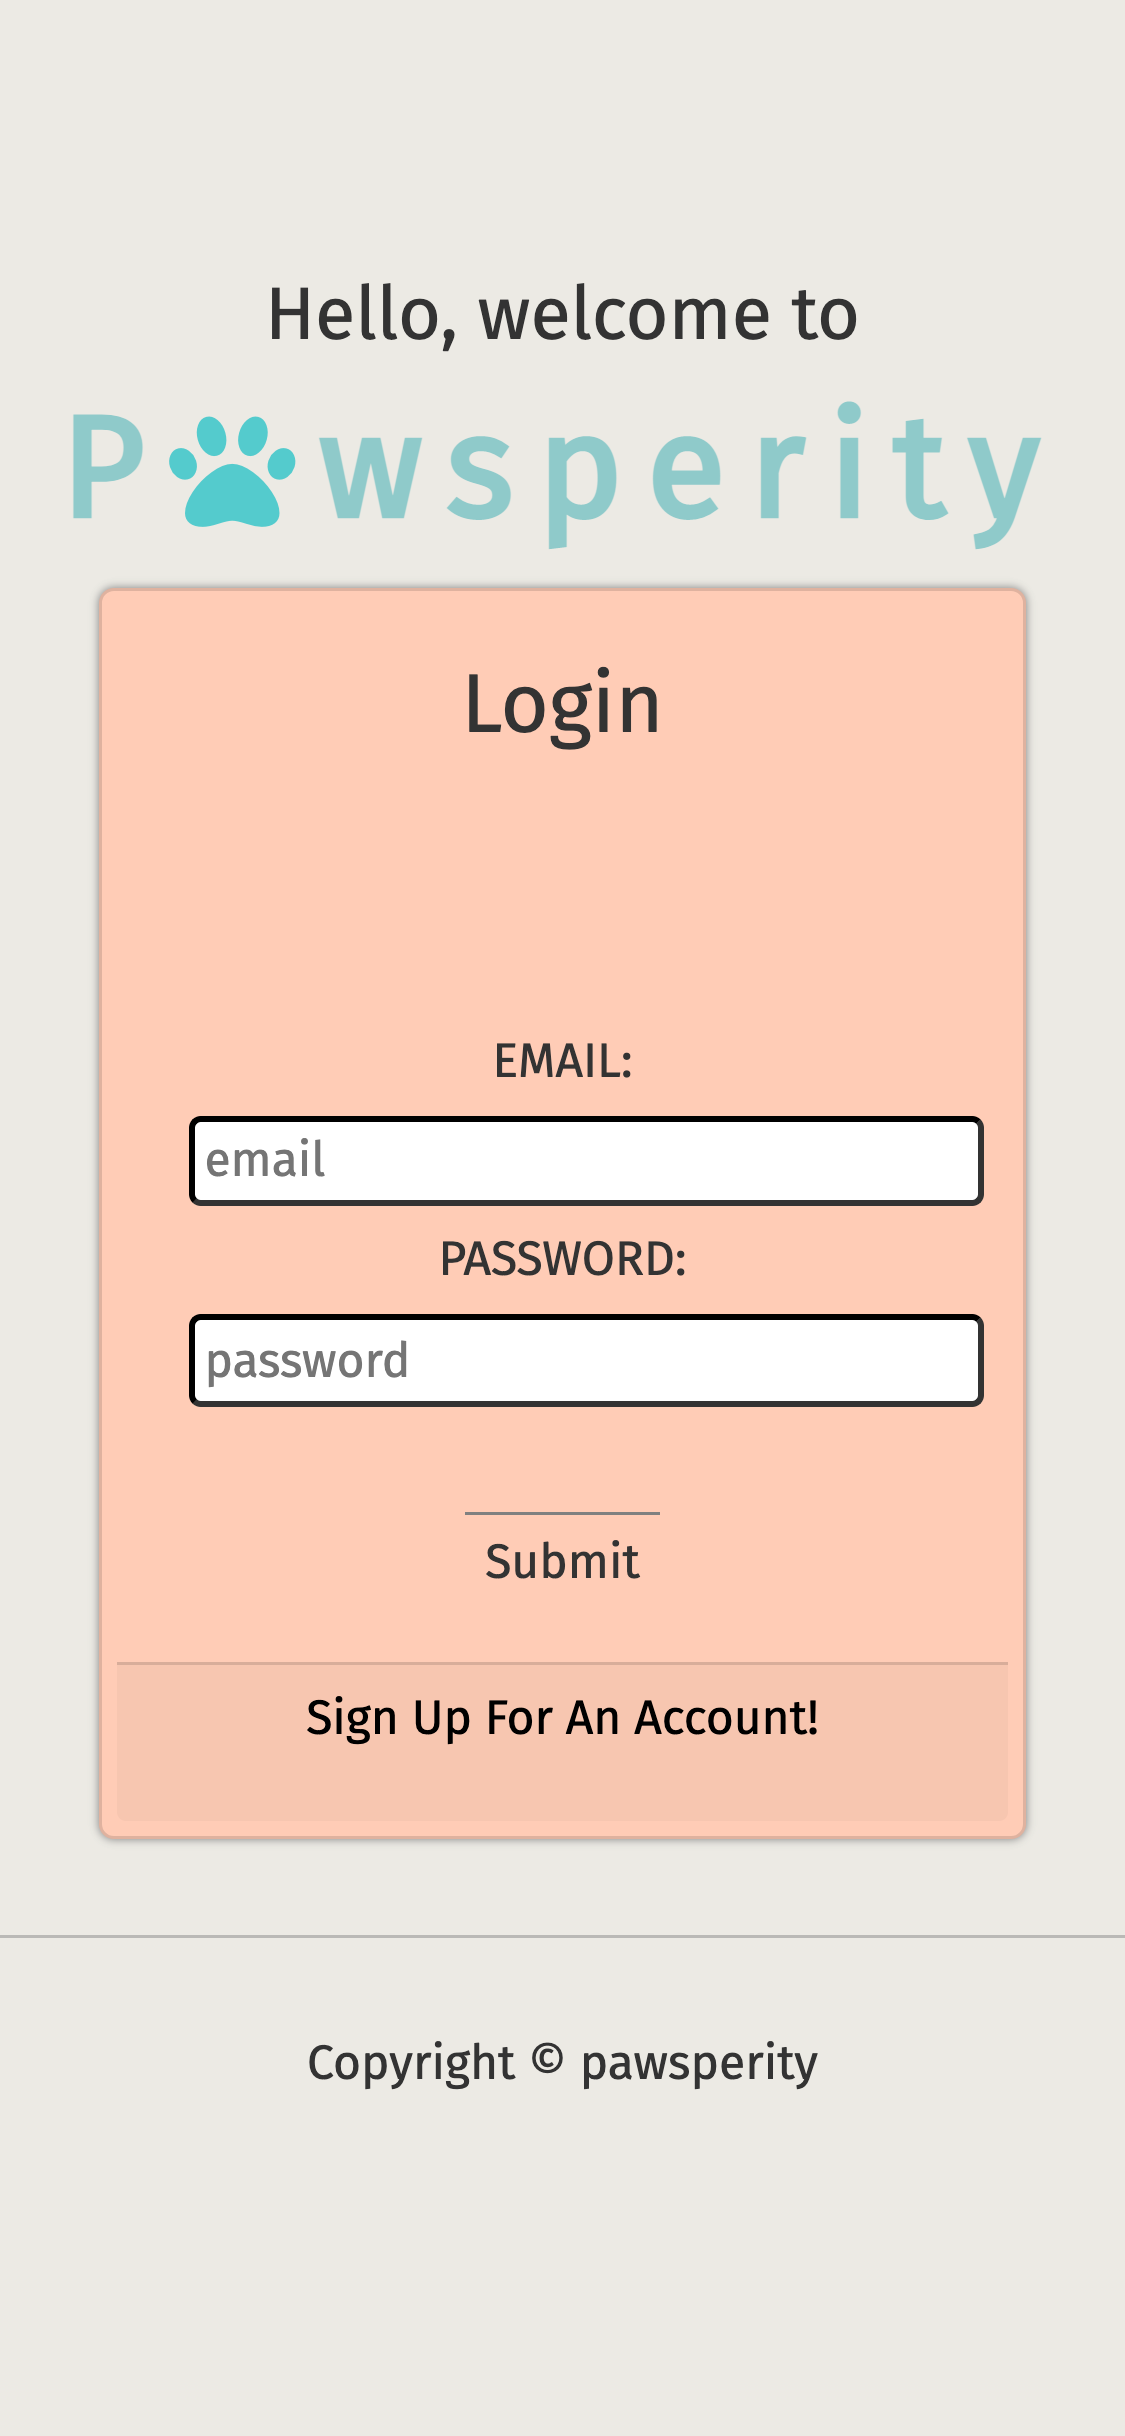 Hello, welcome to
Pawsperity
Login
EMAIL:
email
PASSWORD:
password
Submit
Sign Up For An Account!
Copyright © pawsperity